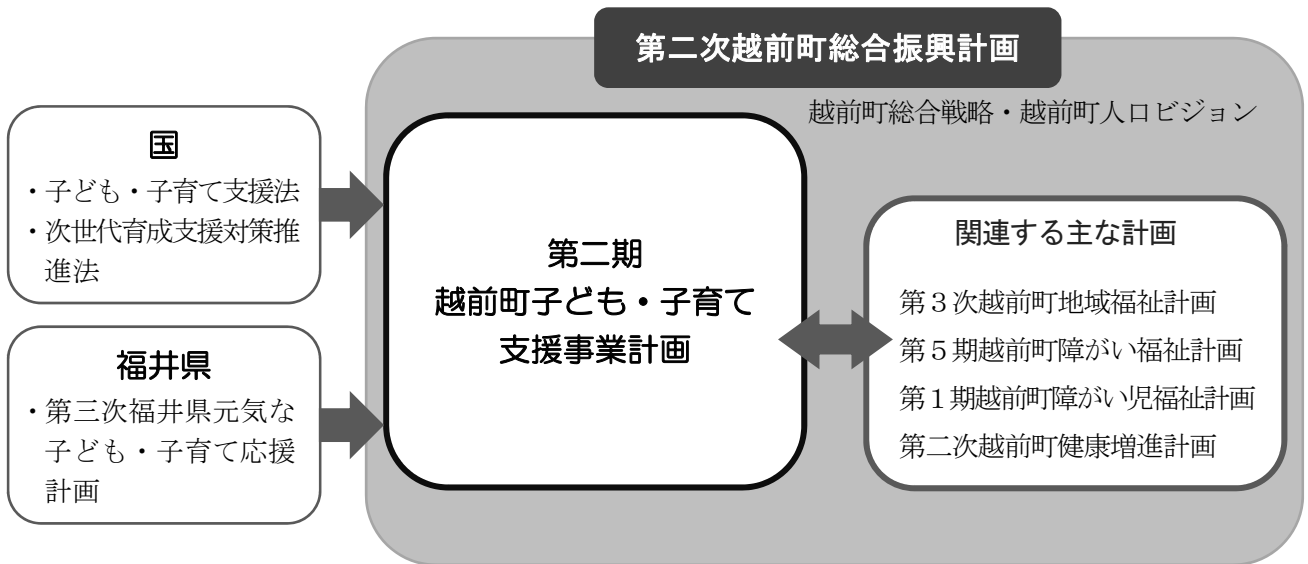 第二次越前町総合振興計画
越前町総合戦略・越前町人口ビジョン
国
・子ども・子育て支援法
・次世代育成支援対策推
進法
福井県
・第三次福井県元気な
子ども・子育て応援
計画
第二期
越前町子ども・子育て
支援事業計画
関連する主な計画
第３次越前町地域福祉計画
第５期越前町障がい福祉計画
第１期越前町障がい児福祉計画
第二次越前町健康増進計画